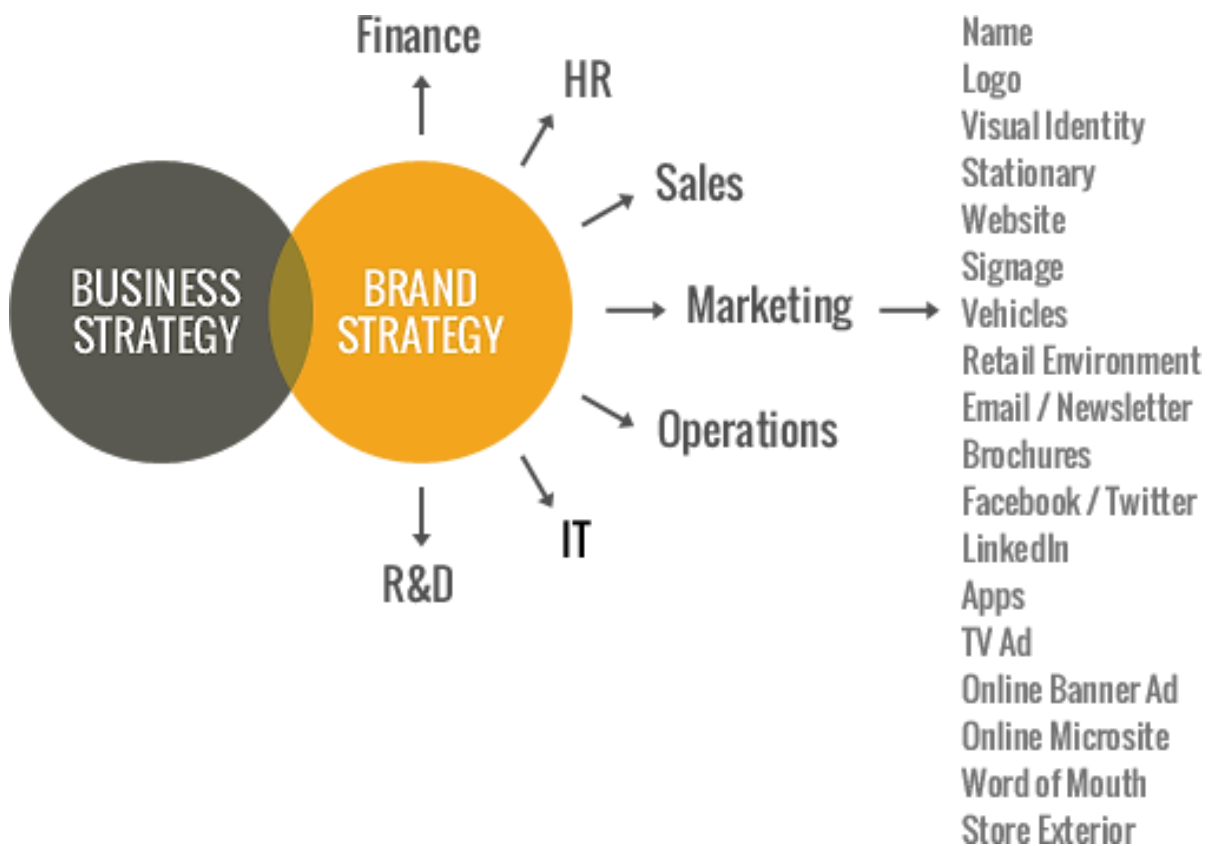 Finance
HR
Sales
BUSINESS
STRATEGY
BRAND
STRATEGY
Marketing
Operations
IT
R&D
Name
Logo
Visual Identity
Stationary
Website
Signage
Vehicles
Retail Environment
Email / Newsletter
Brochures
Facebook / Twitter
LinkedIn
Apps
TV Ad
Online Banner Ad
Online Microsite
Word of Mouth
Store Exterior